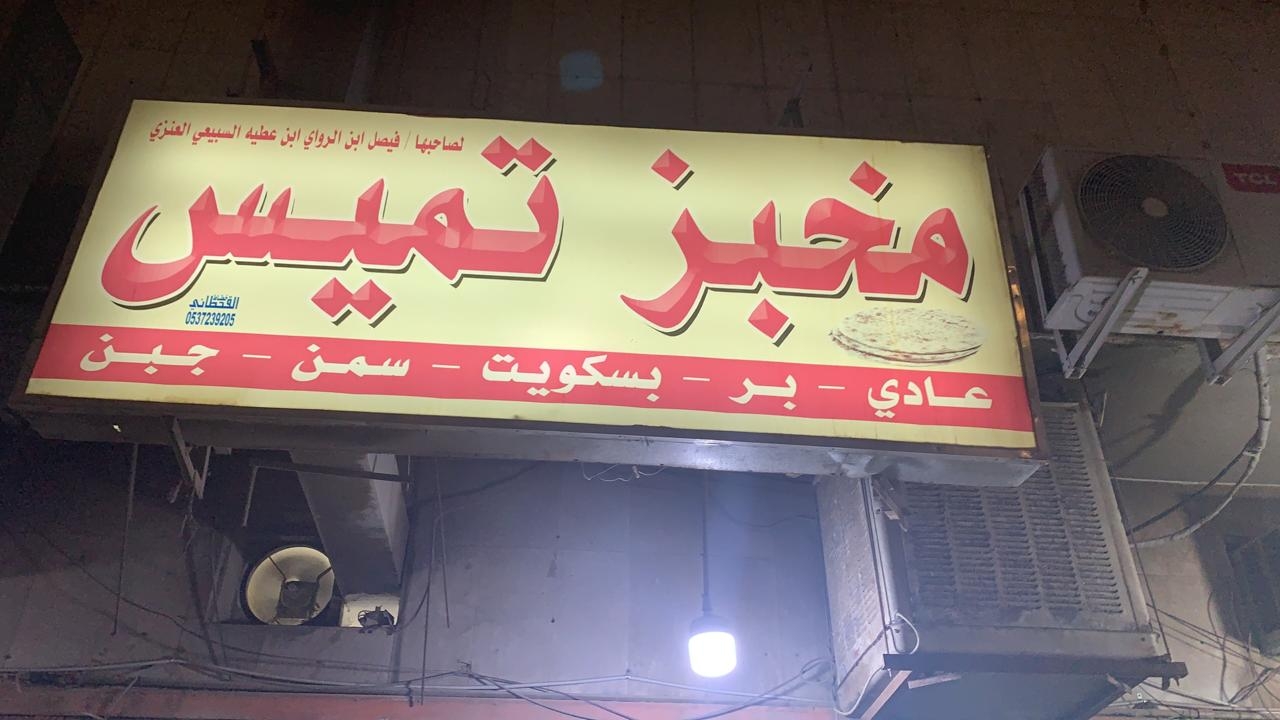 لصاحبها / فيصل ابن الرواي ابن عطيه السبيعي العنزي
مخبز تميس
القحطاني
0537239205
عادي – بر – بسكويت – سمن – جبن
TCL